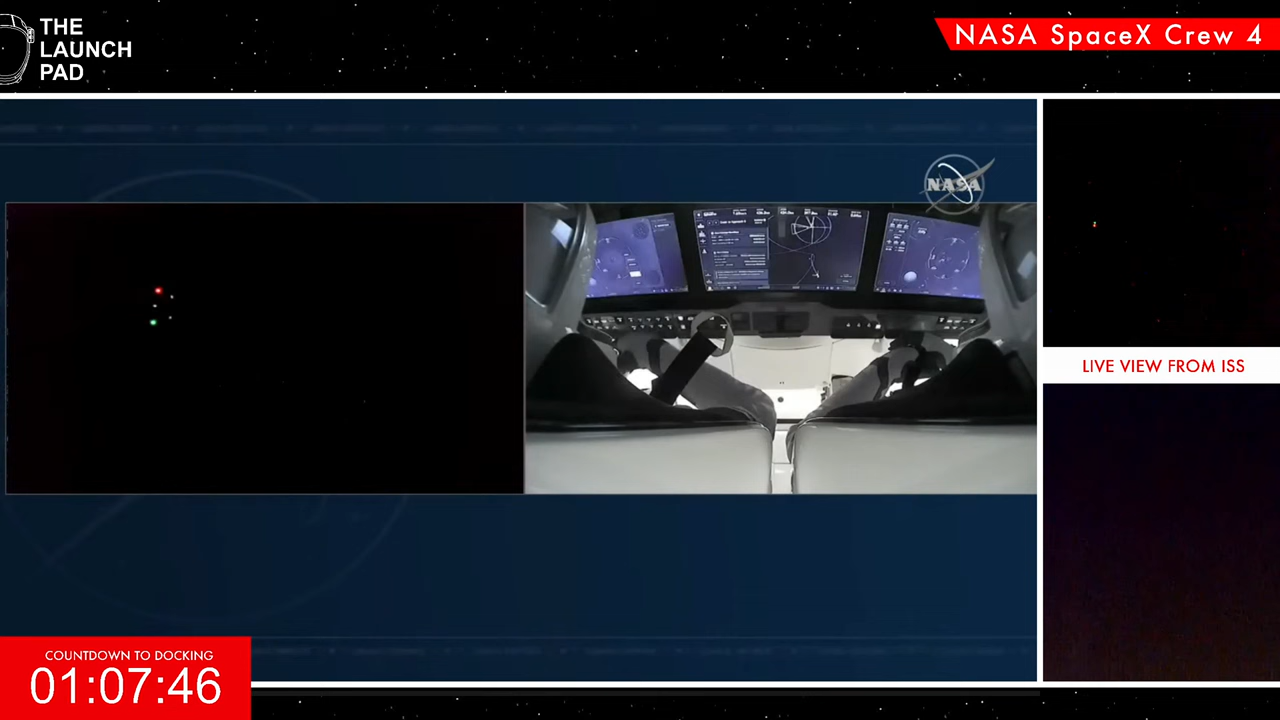 THE
LAUNCH
PAD
NASA SpaceX Crew 4
NASA
LIVE VIEW FROM ISS
COUNTDOWN TO DOCKING
01:07:46